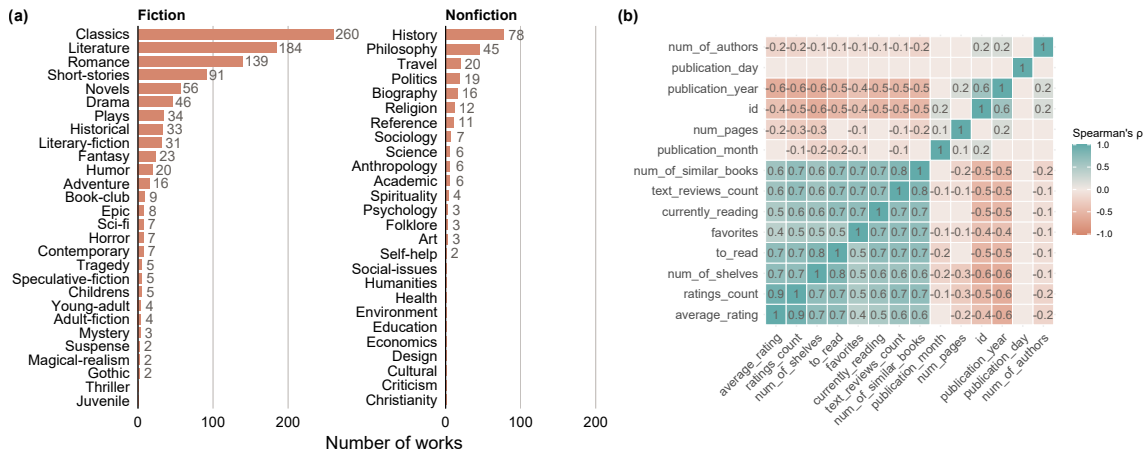 (a)
Fiction
Classics 260
Literature 184
Romance 139
Short-stories 91
Novels 56
Drama 46
Plays 34
Historical 33
Literary-fiction 31
Fantasy 23
Humor 20
Adventure 16
Book-club 9
Epic 8
Sci-fi 7
Horror 7
Contemporary 7
Tragedy 5
Speculative-fiction 5
Childrens 5
Young-adult 4
Adult-fiction 4
Mystery 3
Suspense 2
Magical-realism 2
Gothic 2
Thriller
Juvenile
0 100 200
Nonfiction
History 78
Philosophy 45
Travel 20
Politics 19
Biography 16
Religion 12
Reference 11
Sociology 7
Science 6
Anthropology 6
Academic 6
Spirituality 4
Psychology 3
Folklore 3
Art 3
Self-help 2
Social-issues
Humanities
Health
Environment
Education
Economics
Design
Cultural
Criticism
Christianity
0 100 200
Number of works
(b)
num_of_authors -0.2 -0.2 -0.1 -0.1 -0.1 -0.1 -0.1 -0.2 0.2 0.2 1
publication_day 1
publication_year -0.6 -0.6 -0.6 -0.5 -0.4 -0.5 -0.5 -0.5 0.2 0.6 1 0.2
id -0.4 -0.5 -0.6 -0.5 -0.4 -0.5 -0.5 -0.5 0.2 1 0.6 0.2
num_pages -0.2 -0.3 -0.3 -0.1 -0.1 -0.2 0.1 1 0.2
publication_month -0.1 -0.2 -0.2 -0.1 -0.1 1 0.1 0.2
num_of_similar_books 0.6 0.7 0.6 0.7 0.7 0.7 0.8 1 -0.2 -0.5 -0.5 -0.2
text_reviews_count 0.6 0.7 0.6 0.7 0.7 0.7 1 0.8 -0.1 -0.1 -0.5 -0.5 -0.1
currently_reading 0.5 0.6 0.6 0.7 0.7 1 0.7 0.7 -0.5 -0.5 -0.1
favorites 0.4 0.5 0.5 0.5 1 0.7 0.7 0.7 -0.1 -0.1 -0.4 -0.4 -0.1
to_read 0.7 0.7 0.8 1 0.5 0.7 0.7 0.7 -0.2 -0.5 -0.5 -0.1
num_of_shelves 0.7 0.7 1 0.8 0.5 0.6 0.6 0.6 -0.2 -0.3 -0.6 -0.6 -0.1
ratings_count 0.9 1 0.7 0.7 0.5 0.6 0.7 0.7 -0.1 -0.3 -0.5 -0.6 -0.2
average_rating 1 0.9 0.7 0.7 0.4 0.5 0.6 0.6 -0.2 -0.4 -0.6 -0.2
average_rating
ratings_count
num_of_shelves
to_read
favorites
currently_reading
text_reviews_count
num_of_similar_books
publication_month
num_pages
id
publication_year
publication_day
num_of_authors
Spearman's ρ
1.0
0.5
0.0
-0.5
-1.0